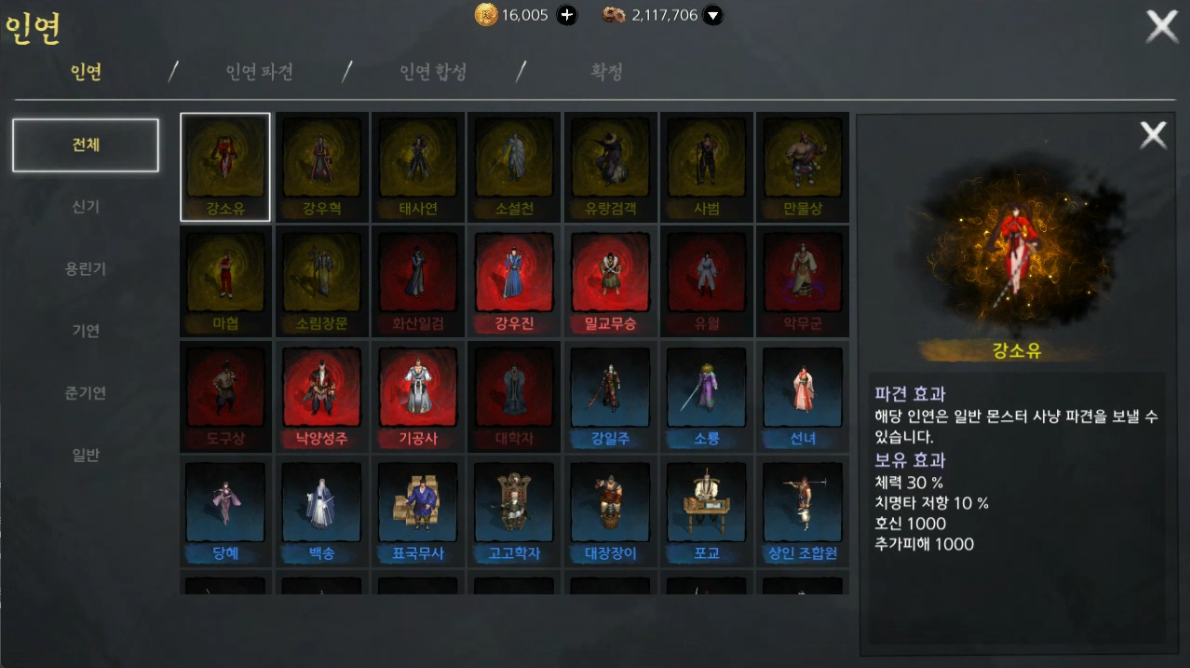 인연
16,005
2,117,706
인연 / 인연 파견 / 인연 합성 / 확정
전체
신기
용린기
기연
준기연
일반
강소유 강우혁 태사연 소설천 유랑검객 사범 만물상
마협 소림장문 화산일검 강우진 밀교무승 유월 악무군
도구상 낙양성주 기공사 대학자 강일주 소룡 선녀
당혜 백송 표국무사 고고학자 대장장이 포교 상인 조합원
강소유
파견 효과
해당 인연은 일반 몬스터 사냥 파견을 보낼 수
있습니다.
보유 효과
체력 30 %
치명타 저항 10 %
호신 1000
추가피해 1000